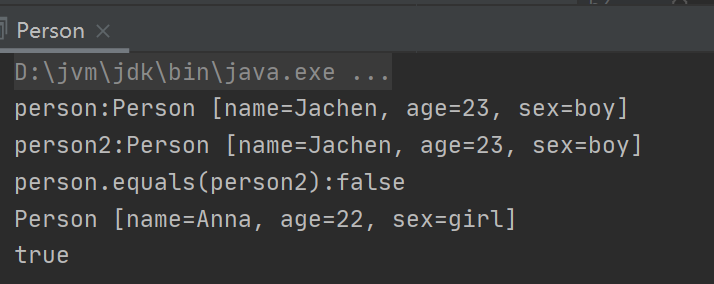 Person
D:\jvm\jdk\bin\java.exe ...
person:Person [name=Jachen, age=23, sex=boy]
person2:Person [name=Jachen, age=23, sex=boy]
person.equals(person2):false
Person [name=Anna, age=22, sex=girl]
true